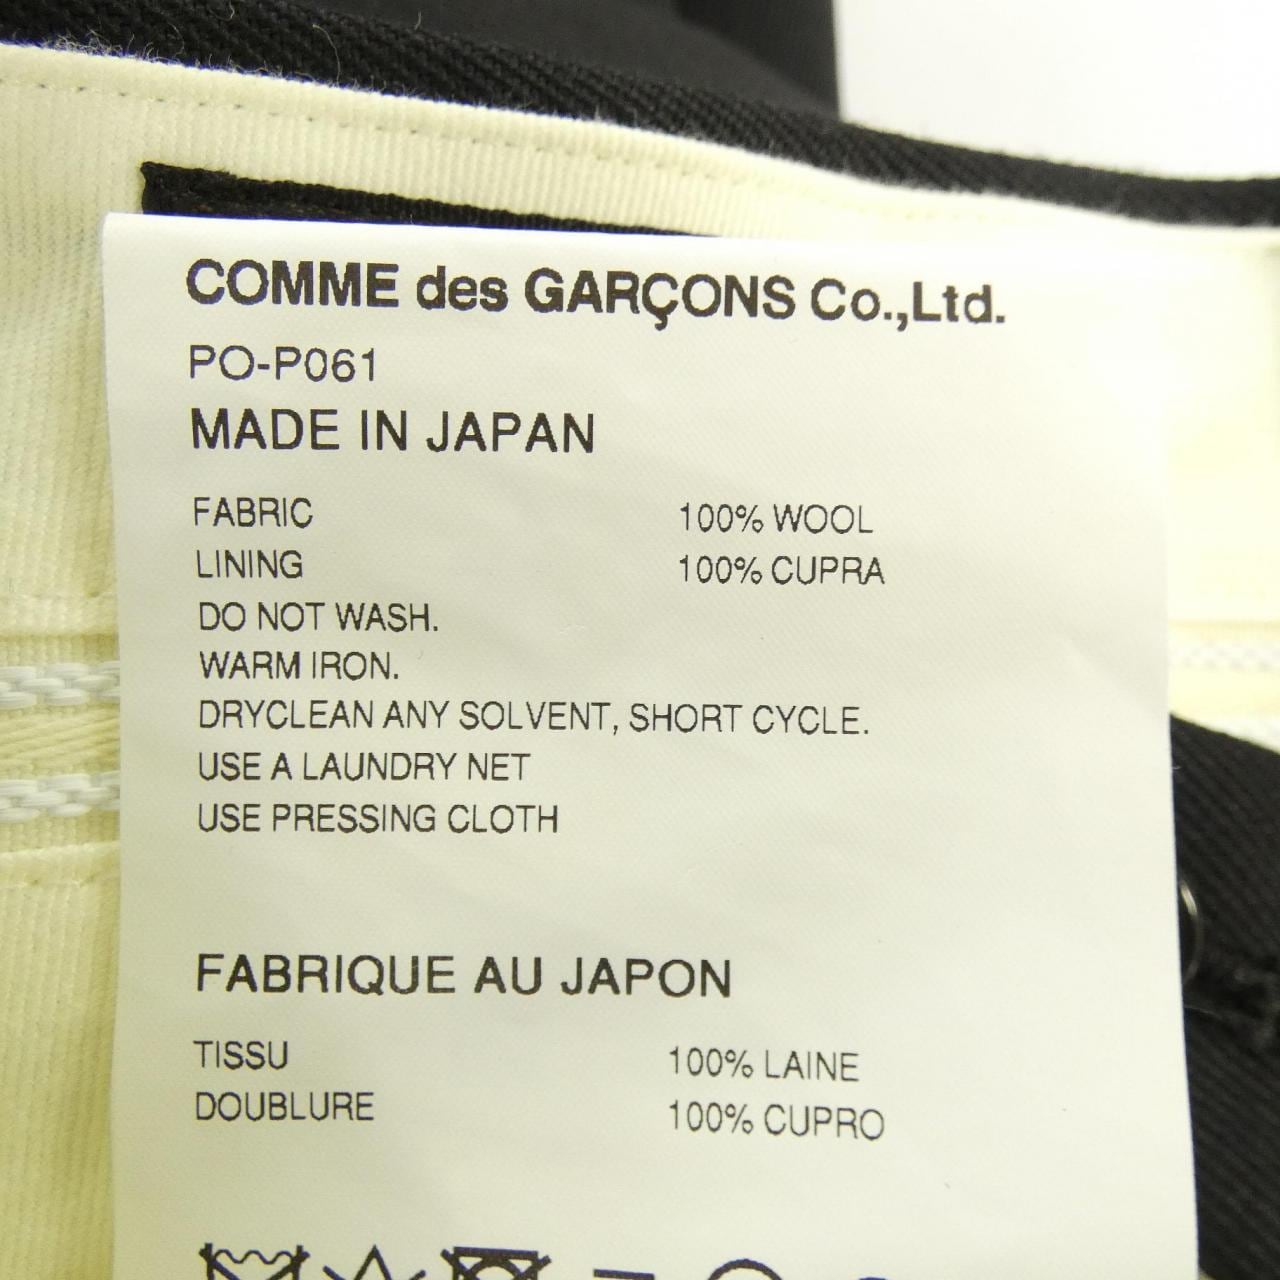 COMME des GARÇONS Co.,Ltd.
PO-P061
MADE IN JAPAN
FABRIC 100% WOOL
LINING 100% CUPRA
DO NOT WASH.
WARM IRON.
DRYCLEAN ANY SOLVENT, SHORT CYCLE.
USE A LAUNDRY NET
USE PRESSING CLOTH
FABRIQUE AU JAPON
TISSU 100% LAINE
DOUBLURE 100% CUPRO